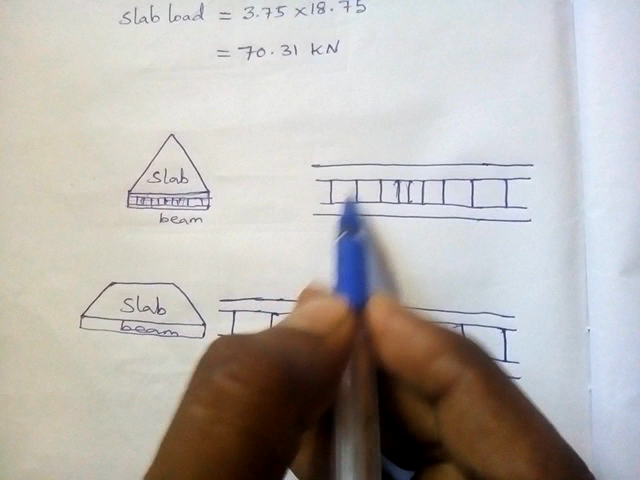 slab load = 3.75 x 18.75
= 70.31 KN
Slab
beam
Slab
beam